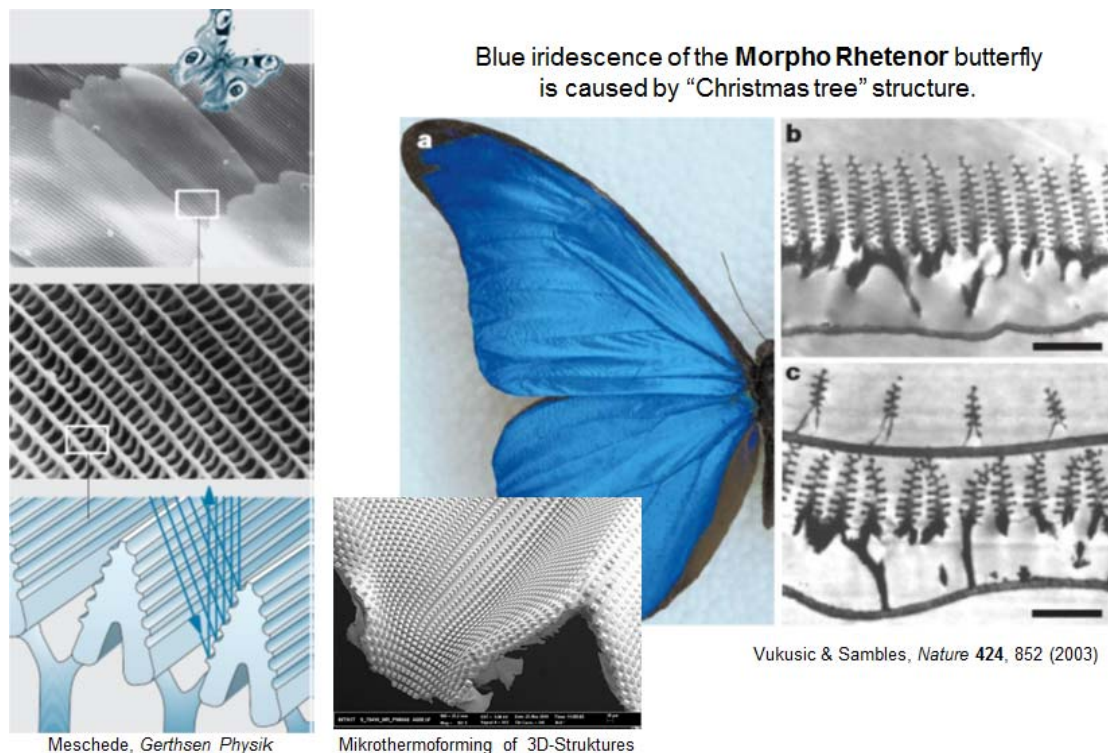 Blue iridescence of the Morpho Rhetenor butterfly
is caused by “Christmas tree” structure.
a
b
c
Vukusic & Sambles, Nature 424, 852 (2003)
Meschede, Gerthsen Physik
Mikrothermoforming of 3D-Struktures